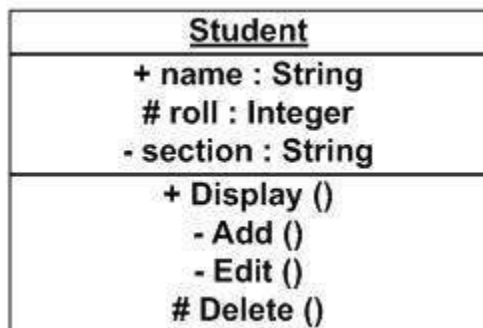 Student
+ name : String
# roll : Integer
- section : String
+ Display ()
- Add ()
- Edit ()
# Delete ()